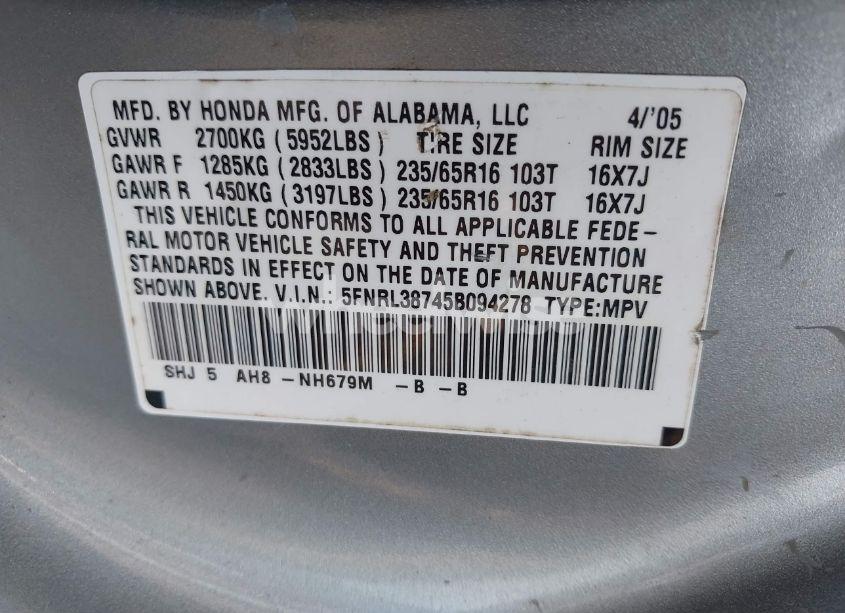 MFD. BY HONDA MFG. OF ALABAMA, LLC 4/'05
GVWR 2700KG (5952LBS) TIRE SIZE RIM SIZE
GAWR F 1285KG (2833LBS) 235/65R16 103T 16X7J
GAWR R 1450KG (3197LBS) 235/65R16 103T 16X7J
THIS VEHICLE CONFORMS TO ALL APPLICABLE FEDE-
RAL MOTOR VEHICLE SAFETY AND THEFT PREVENTION
STANDARDS IN EFFECT ON THE DATE OF MANUFACTURE
SHOWN ABOVE. V.I.N.: 5FNRL38745B094278 TYPE:MPV
SHJ 5 AH8 -NH679M -B -B